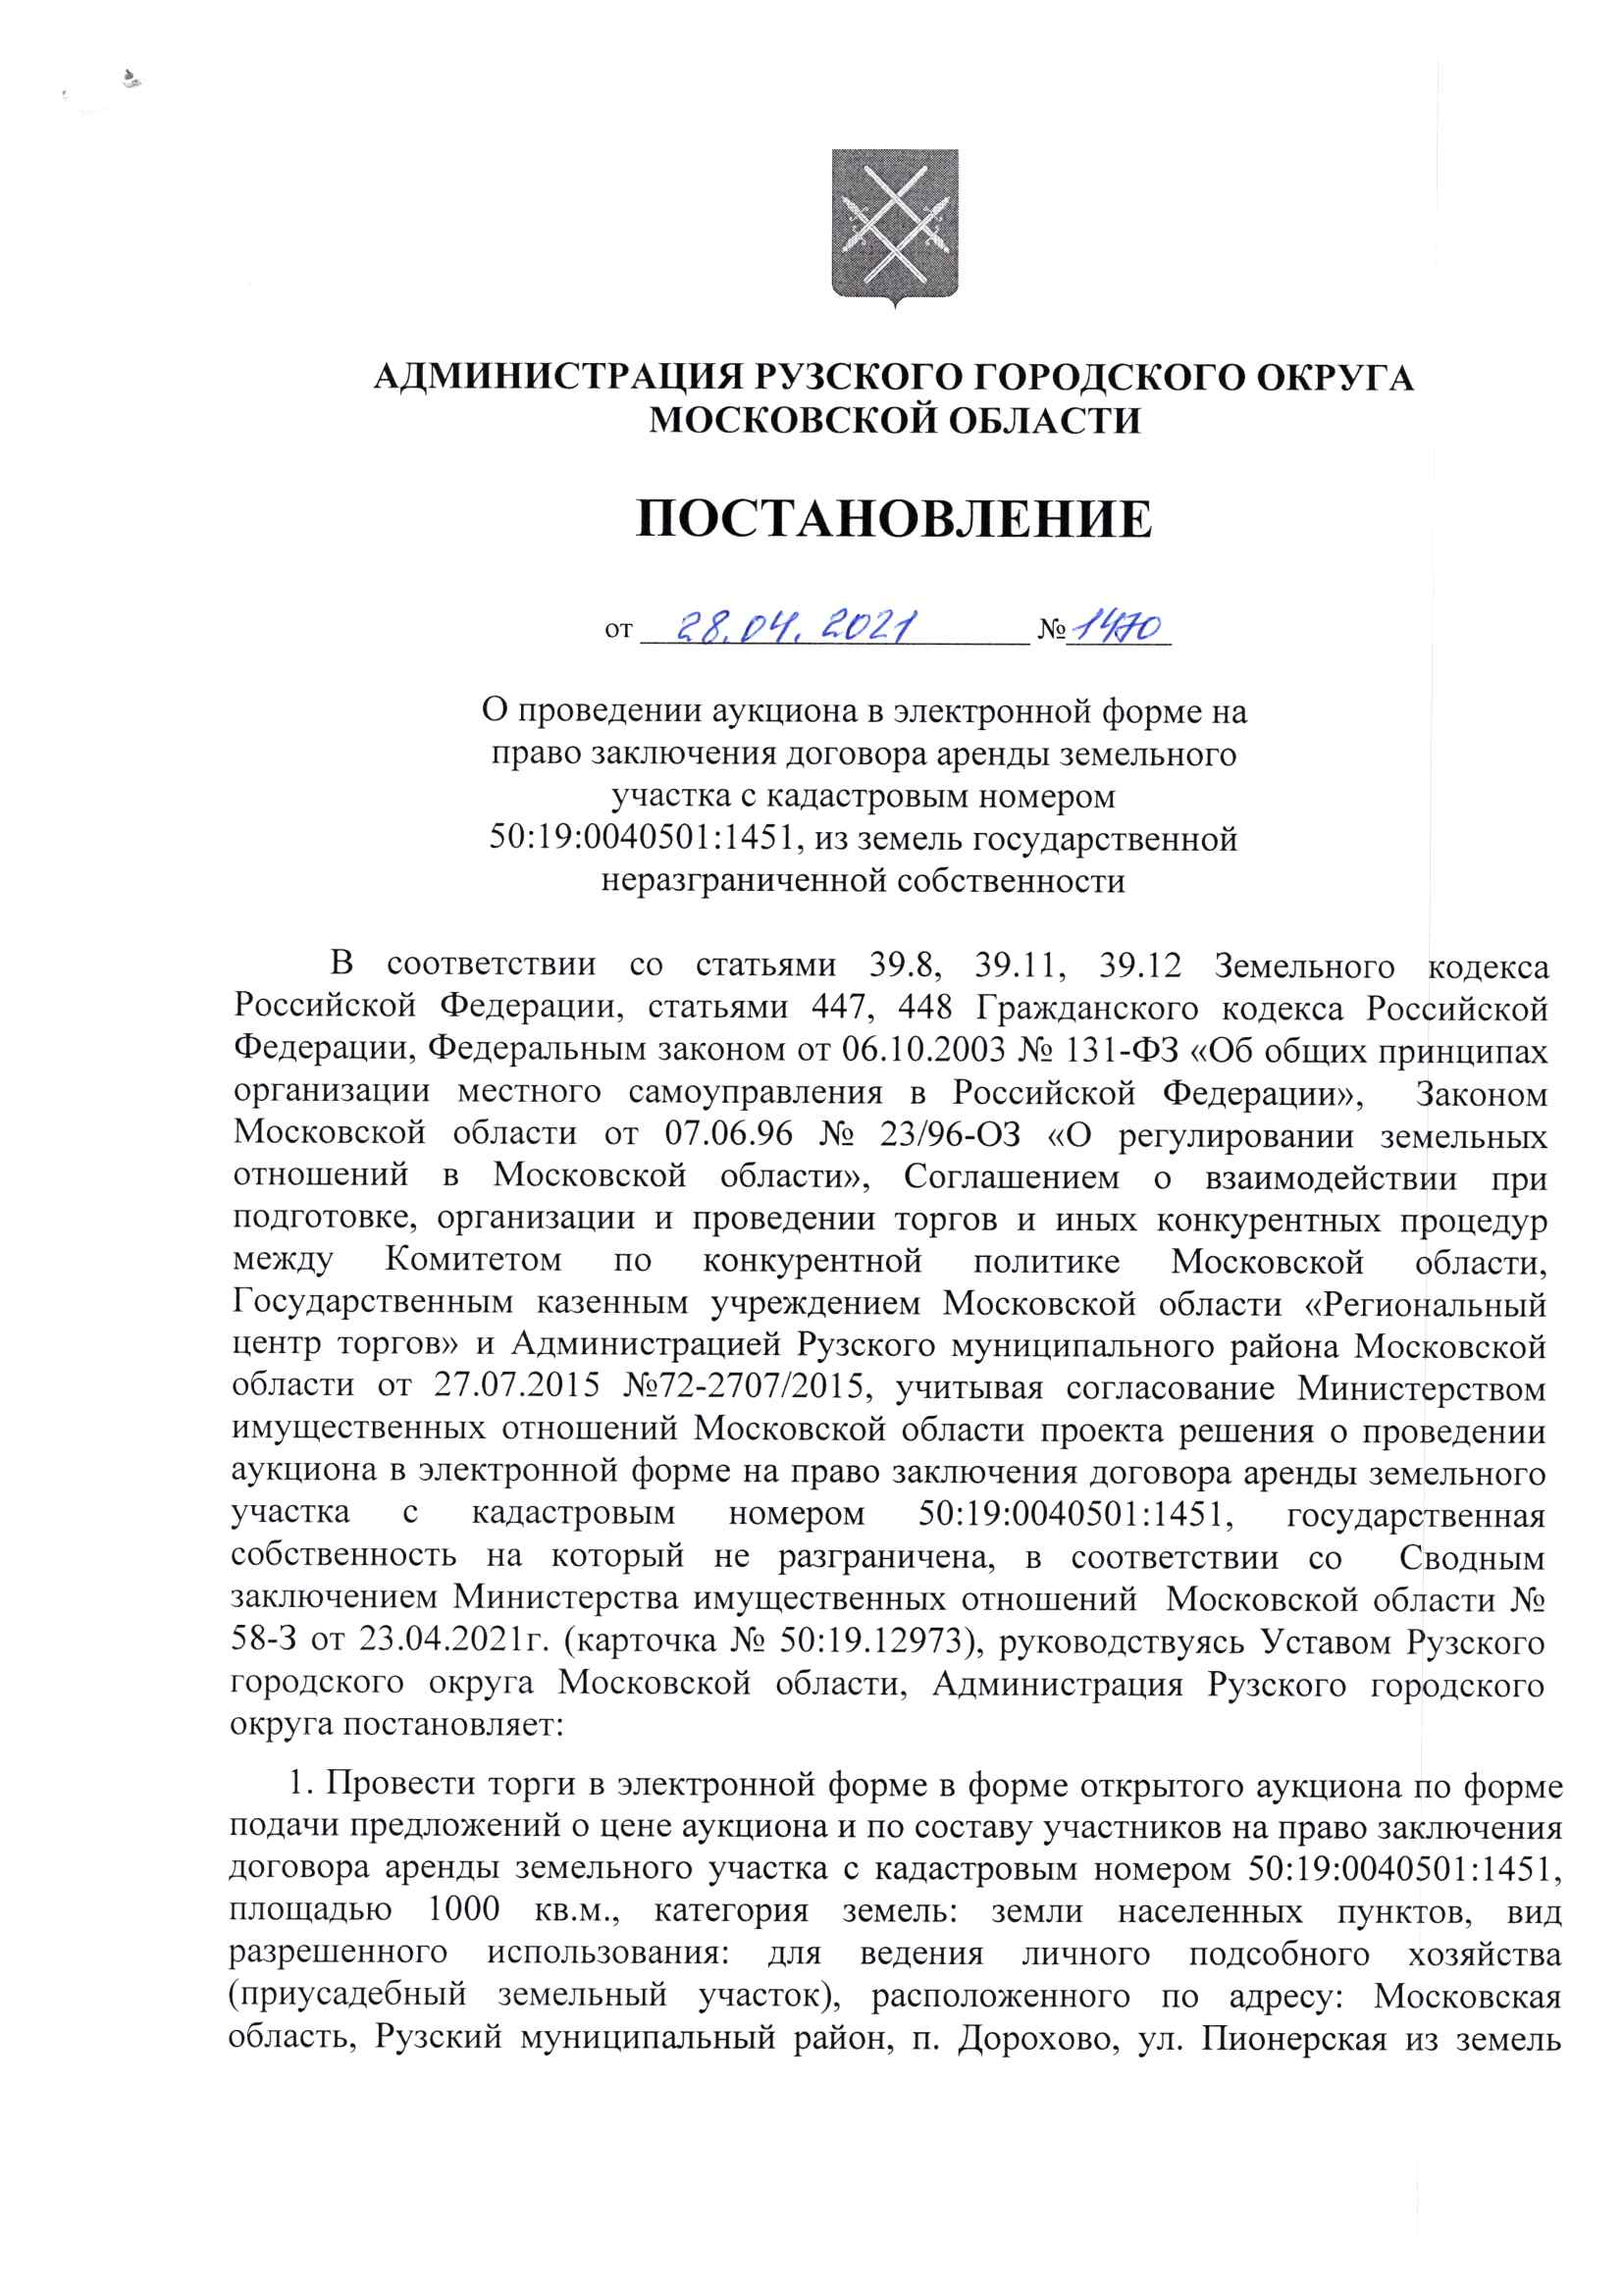 АДМИНИСТРАЦИЯ РУЗСКОГО ГОРОДСКОГО ОКРУГА
МОСКОВСКОЙ ОБЛАСТИ
ПОСТАНОВЛЕНИЕ
от 28.04.2021 № 1470
О проведении аукциона в электронной форме на
право заключения договора аренды земельного
участка с кадастровым номером
50:19:0040501:1451, из земель государственной
неразграниченной собственности
В соответствии со статьями 39.8, 39.11, 39.12 Земельного кодекса
Российской Федерации, статьями 447, 448 Гражданского кодекса Российской
Федерации, Федеральным законом от 06.10.2003 № 131-ФЗ «Об общих принципах
организации местного самоуправления в Российской Федерации», Законом
Московской области от 07.06.96 № 23/96-ОЗ «О регулировании земельных
отношений в Московской области», Соглашением о взаимодействии при
подготовке, организации и проведении торгов и иных конкурентных процедур
между Комитетом по конкурентной политике Московской области,
Государственным казенным учреждением Московской области «Региональный
центр торгов» и Администрацией Рузского муниципального района Московской
области от 27.07.2015 №72-2707/2015, учитывая согласование Министерством
имущественных отношений Московской области проекта решения о проведении
аукциона в электронной форме на право заключения договора аренды земельного
участка с кадастровым номером 50:19:0040501:1451, государственная
собственность на который не разграничена, в соответствии со Сводным
заключением Министерства имущественных отношений Московской области №
58-З от 23.04.2021г. (карточка № 50:19.12973), руководствуясь Уставом Рузского
городского округа Московской области, Администрация Рузского городского
округа постановляет:
1. Провести торги в электронной форме в форме открытого аукциона по форме
подачи предложений о цене аукциона и по составу участников на право заключения
договора аренды земельного участка с кадастровым номером 50:19:0040501:1451,
площадью 1000 кв.м., категория земель: земли населенных пунктов, вид
разрешенного использования: для ведения личного подсобного хозяйства
(приусадебный земельный участок), расположенного по адресу: Московская
область, Рузский муниципальный район, п. Дорохово, ул. Пионерская из земель